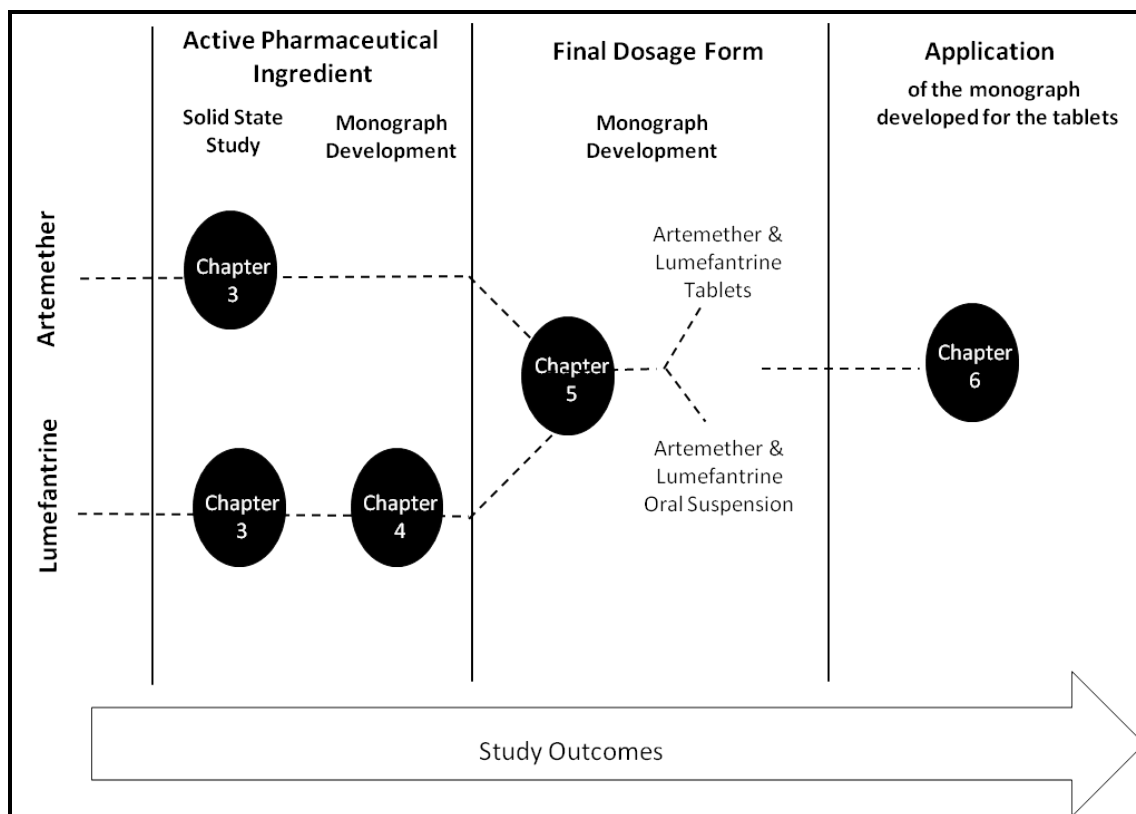 Active Pharmaceutical
Ingredient
Final Dosage Form
Application
of the monograph
developed for the tablets
Solid State
Study
Monograph
Development
Monograph
Development
Artemether
Chapter
3
Artemether &
Lumefantrine
Tablets
Chapter
5
Chapter
6
Lumefantrine
Chapter
3
Chapter
4
Artemether &
Lumefantrine
Oral Suspension
Study Outcomes